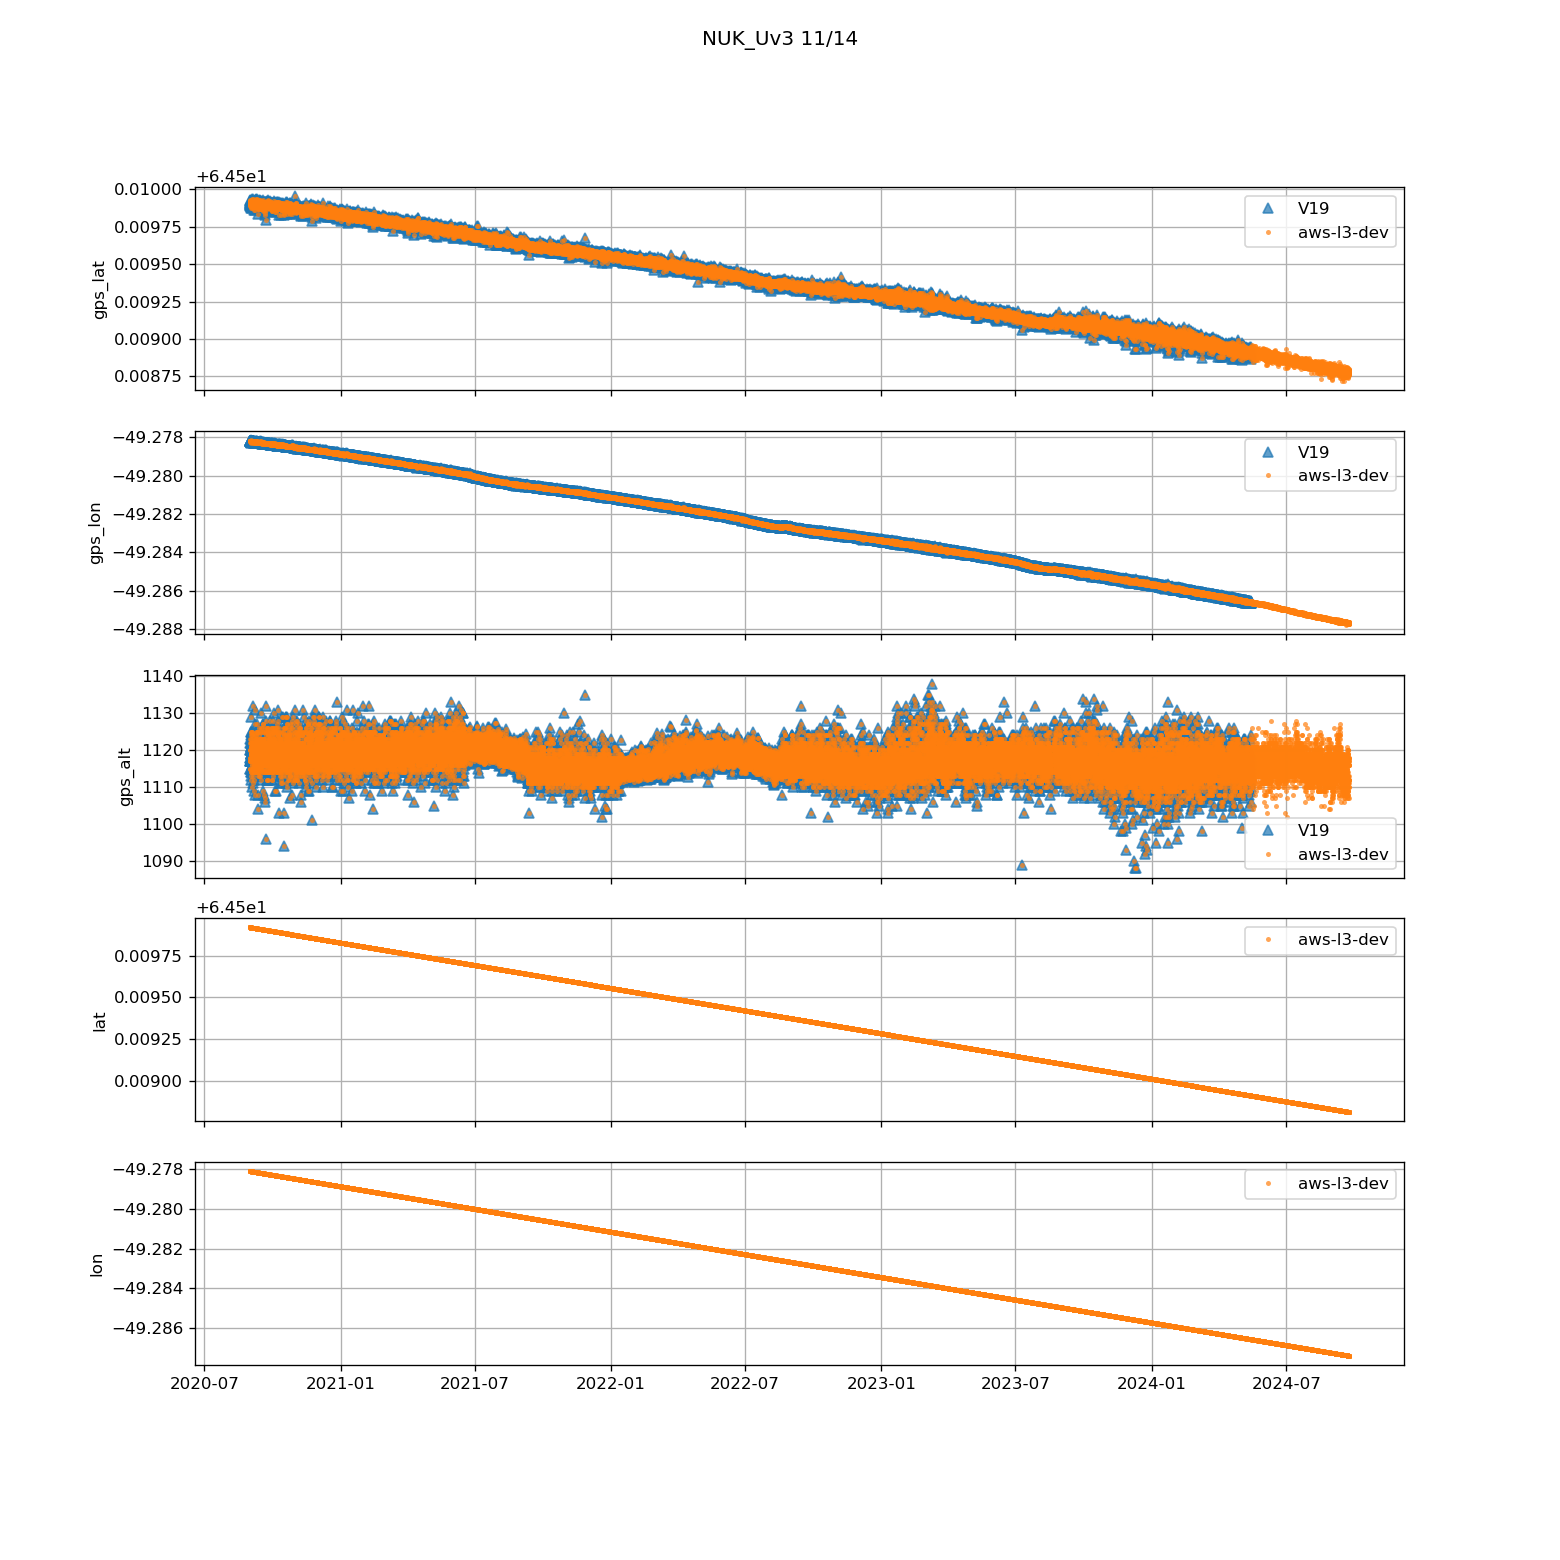 NUK_Uv3 11/14
+6.45e1
0.01000
0.00975
0.00950
0.00925
0.00900
0.00875
gps_lat
V19
aws-l3-dev
−49.278
−49.280
−49.282
−49.284
−49.286
−49.288
gps_lon
V19
aws-l3-dev
1140
1130
1120
1110
1100
1090
gps_alt
V19
aws-l3-dev
+6.45e1
0.00975
0.00950
0.00925
0.00900
lat
aws-l3-dev
−49.278
−49.280
−49.282
−49.284
−49.286
lon
aws-l3-dev
2020-07 2021-01 2021-07 2022-01 2022-07 2023-01 2023-07 2024-01 2024-07